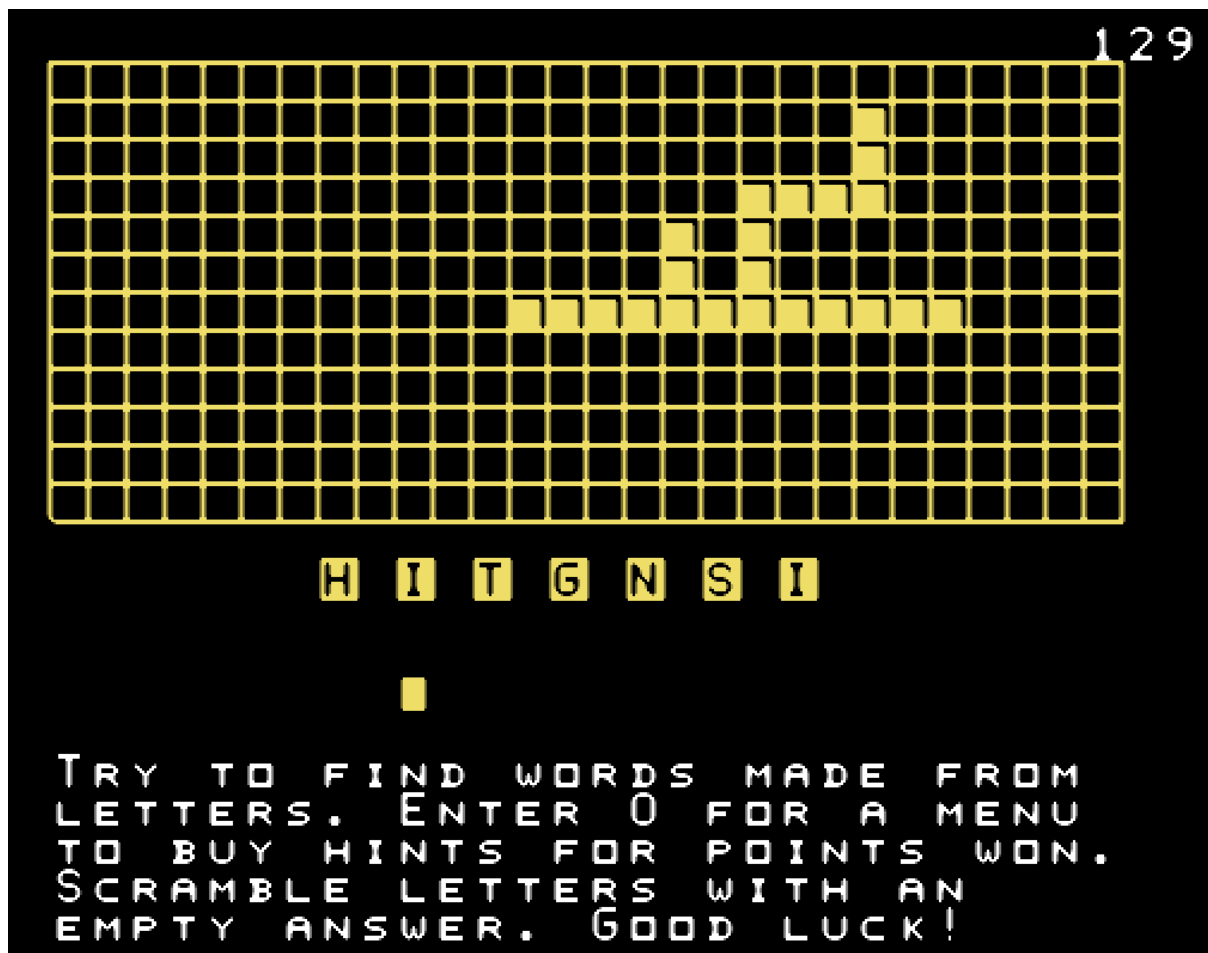 129
H I T G N S I
Try to find words made from
letters. Enter 0 for a menu
to buy hints for points won.
Scramble letters with an
empty answer. Good luck!